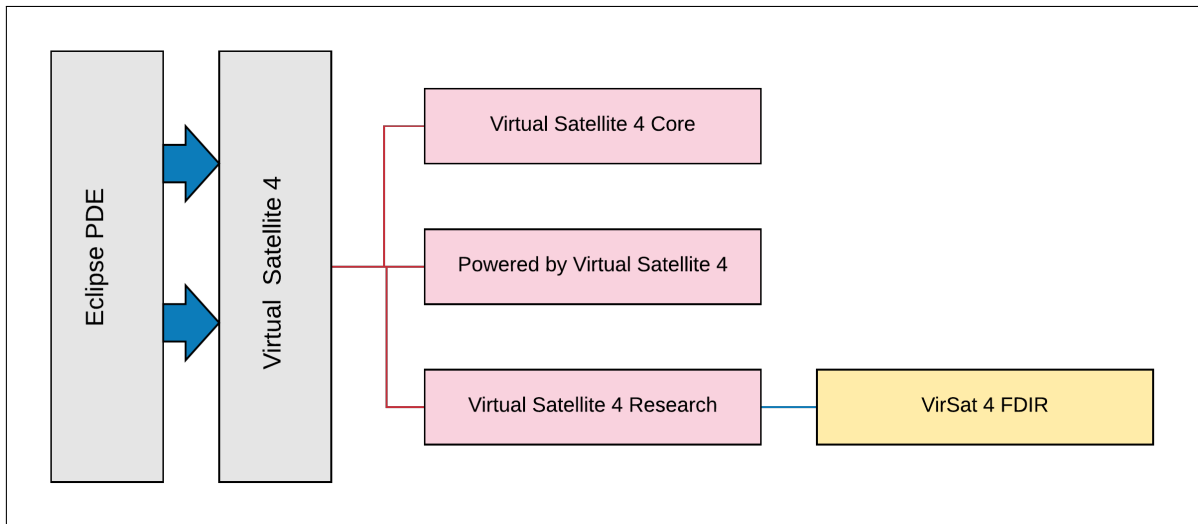 Eclipse PDE
Virtual Satellite 4
Virtual Satellite 4 Core
Powered by Virtual Satellite 4
Virtual Satellite 4 Research
VirSat 4 FDIR